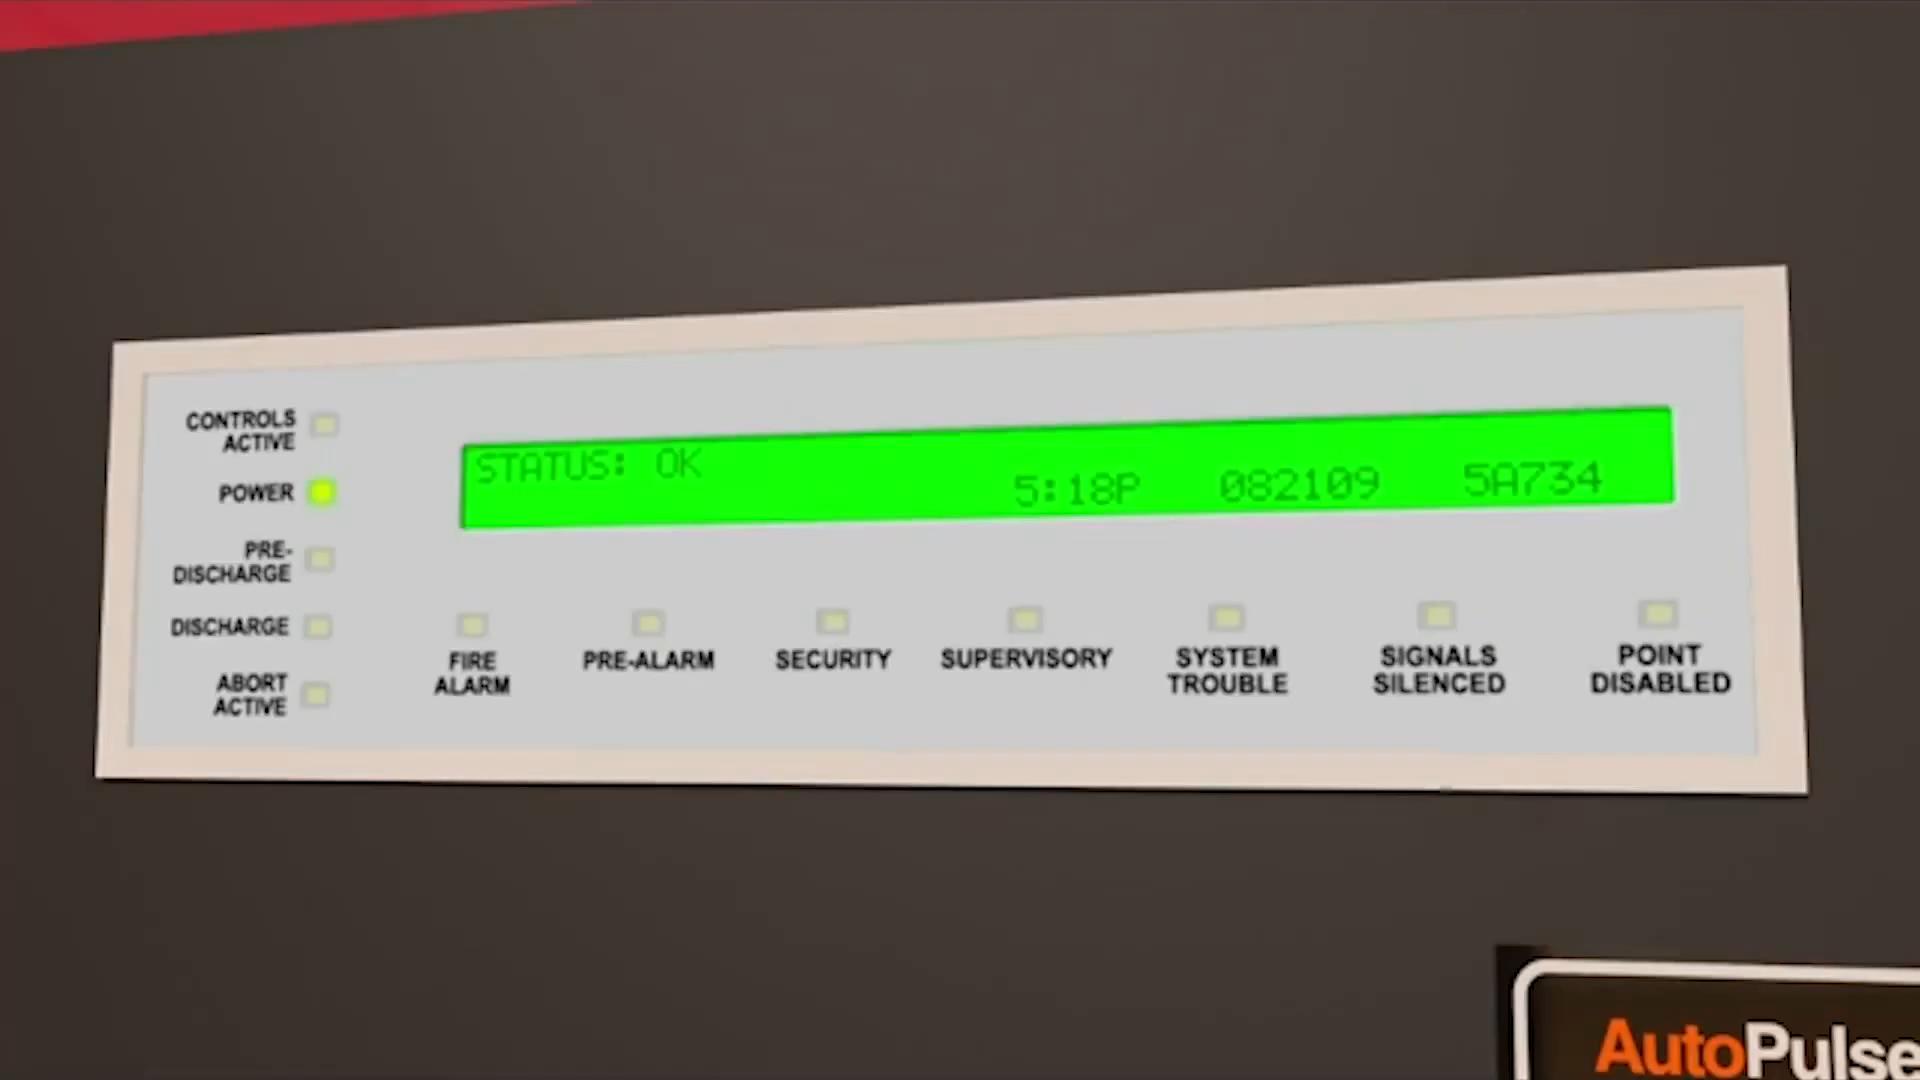 CONTROLS
ACTIVE
POWER
PRE-
DISCHARGE
DISCHARGE
ABORT
ACTIVE
STATUS: OK
5:18P 082109 5A734
FIRE
ALARM
PRE-ALARM
SECURITY
SUPERVISORY
SYSTEM
TROUBLE
SIGNALS
SILENCED
POINT
DISABLED
AutoPulse